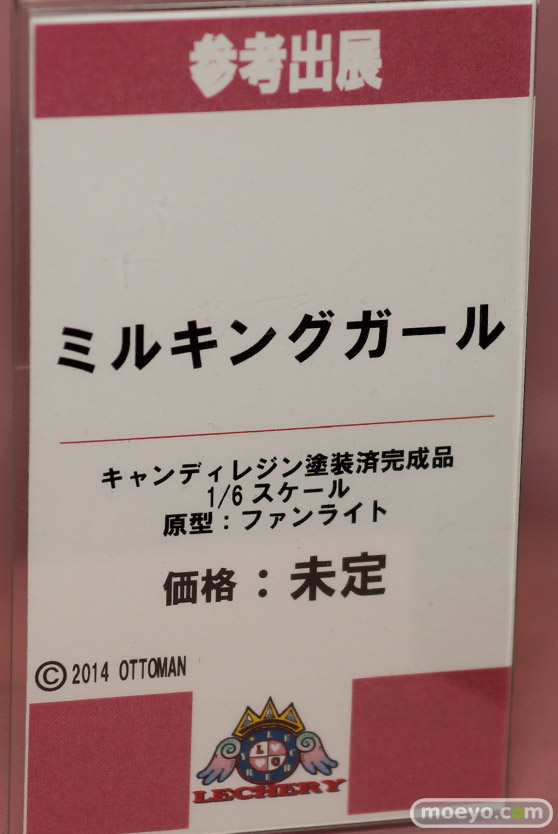 参考出展
ミルキングガール
キャンディレジン塗装済完成品
1/6 スケール
原型：ファンライト
価格：未定
©2014 OTTOMAN
LECHERY
moeyo.com